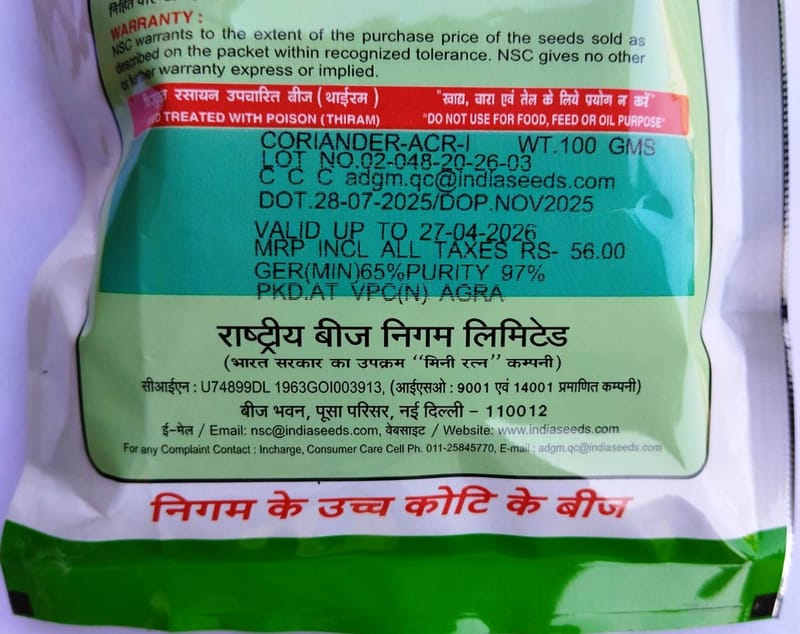 WARRANTY :
NSC warrants to the extent of the purchase price of the seeds sold as
described on the packet within recognized tolerance. NSC gives no other
or further warranty express or implied.
रसायन उपचारित बीज (थाईरम) "खाद्य, चारा एवं तेल के लिये प्रयोग न करें"
TREATED WITH POISON (THIRAM) "DO NOT USE FOR FOOD, FEED OR OIL PURPOSE"
CORIANDER-ACR-I WT.100 GMS
LOT NO.02-048-20-26-03
C C C adgm.qc@indiaseeds.com
DOT.28-07-2025/DOP.NOV2025
VALID UP TO 27-04-2026
MRP INCL ALL TAXES RS- 56.00
GER(MIN)65%PURITY 97%
PKD.AT VPC(N) AGRA
राष्ट्रीय बीज निगम लिमिटेड
(भारत सरकार का उपक्रम "मिनी रत्न" कम्पनी)
सीआईएन : U74899DL 1963GOI003913, (आईएसओ : 9001 एवं 14001 प्रमाणित कम्पनी)
बीज भवन, पूसा परिसर, नई दिल्ली – 110012
ई-मेल / Email: nsc@indiaseeds.com, वेबसाइट / Website: www.indiaseeds.com
For any Complaint Contact : Incharge, Consumer Care Cell Ph. 011-25845770, E-mail ; adgm.qc@indiaseeds.com
निगम के उच्च कोटि के बीज